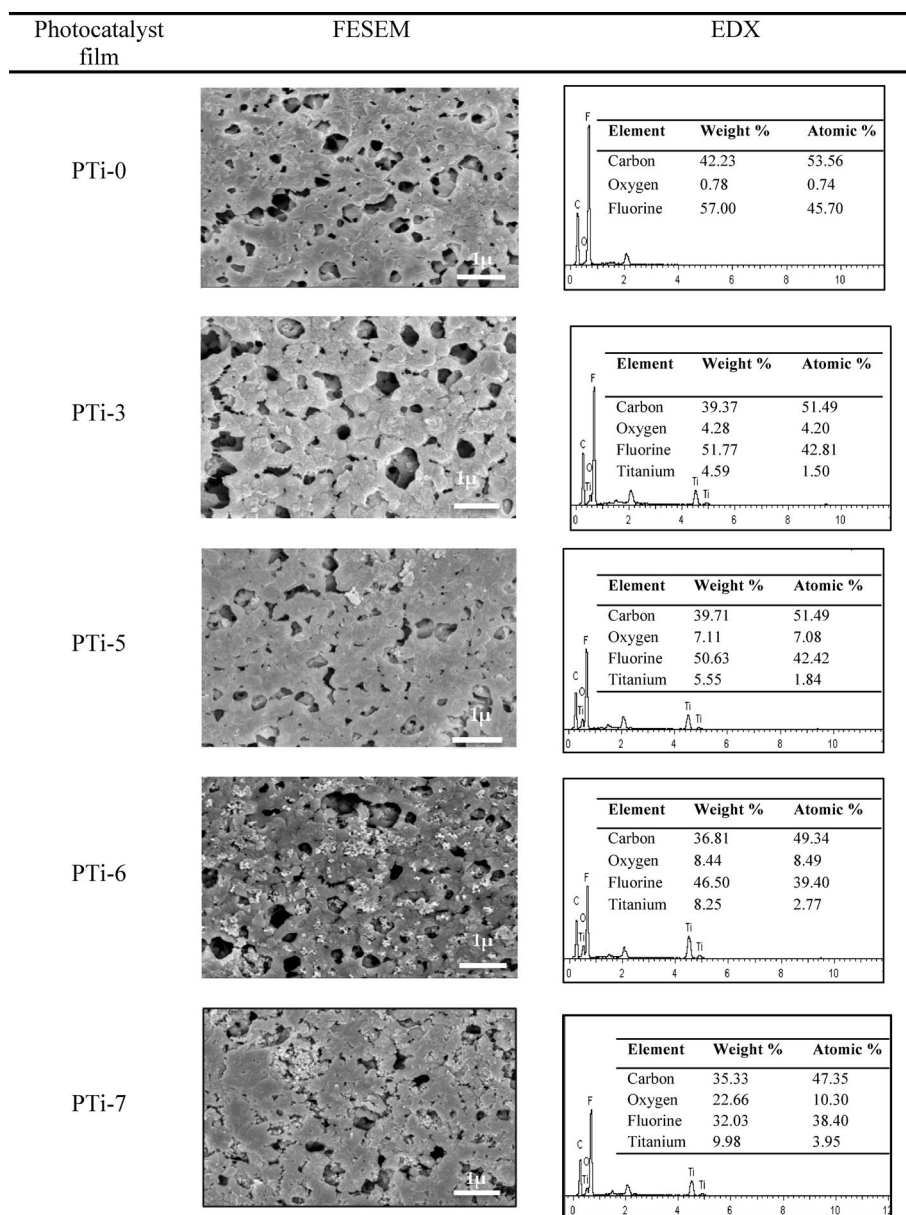 Photocatalyst film FESEM EDX
PTi-0
1μ
F
C
O
Element Weight % Atomic %
Carbon 42.23 53.56
Oxygen 0.78 0.74
Fluorine 57.00 45.70
0 2 4 6 8 10
PTi-3
1μ
F
C
O
Ti
Ti
Ti
Element Weight % Atomic %
Carbon 39.37 51.49
Oxygen 4.28 4.20
Fluorine 51.77 42.81
Titanium 4.59 1.50
0 2 4 6 8 10
PTi-5
1μ
F
C
O
Ti
Ti
Ti
Element Weight % Atomic %
Carbon 39.71 51.49
Oxygen 7.11 7.08
Fluorine 50.63 42.42
Titanium 5.55 1.84
0 2 4 6 8 10 12
PTi-6
1μ
F
C
O
Ti
Ti
Ti
Element Weight % Atomic %
Carbon 36.81 49.34
Oxygen 8.44 8.49
Fluorine 46.50 39.40
Titanium 8.25 2.77
0 2 4 6 8 10
PTi-7
1μ
F
C
O
Ti
Ti
Ti
Element Weight % Atomic %
Carbon 35.33 47.35
Oxygen 22.66 10.30
Fluorine 32.03 38.40
Titanium 9.98 3.95
0 2 4 6 8 10 12